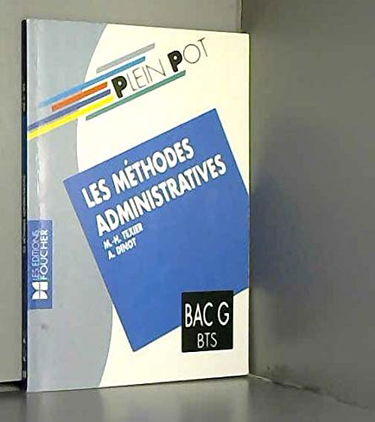 PLEIN POT
LES MÉTHODES
ADMINISTRATIVES
M.-H. TEXIER
A. DINOT
LES EDITIONS
FOUCHER
BAC G
BTS